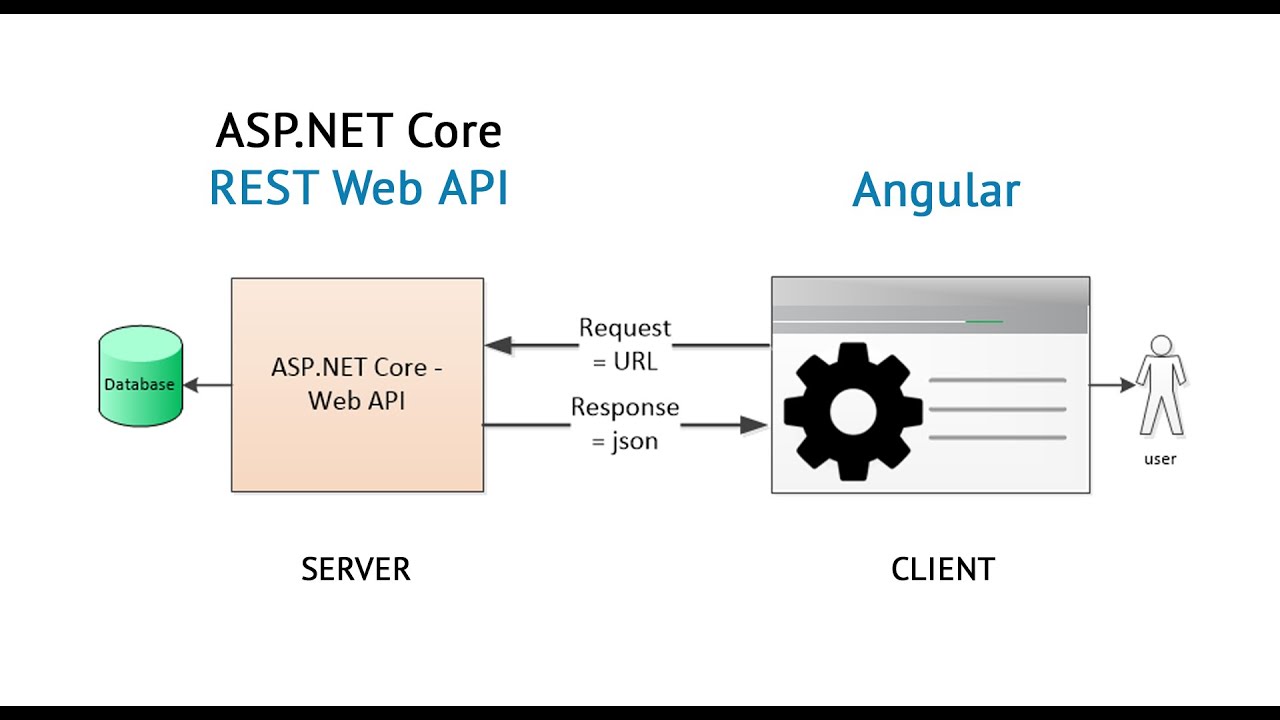 ASP.NET Core
REST Web API
Angular
Database
ASP.NET Core -
Web API
Request
= URL
Response
= json
user
SERVER
CLIENT